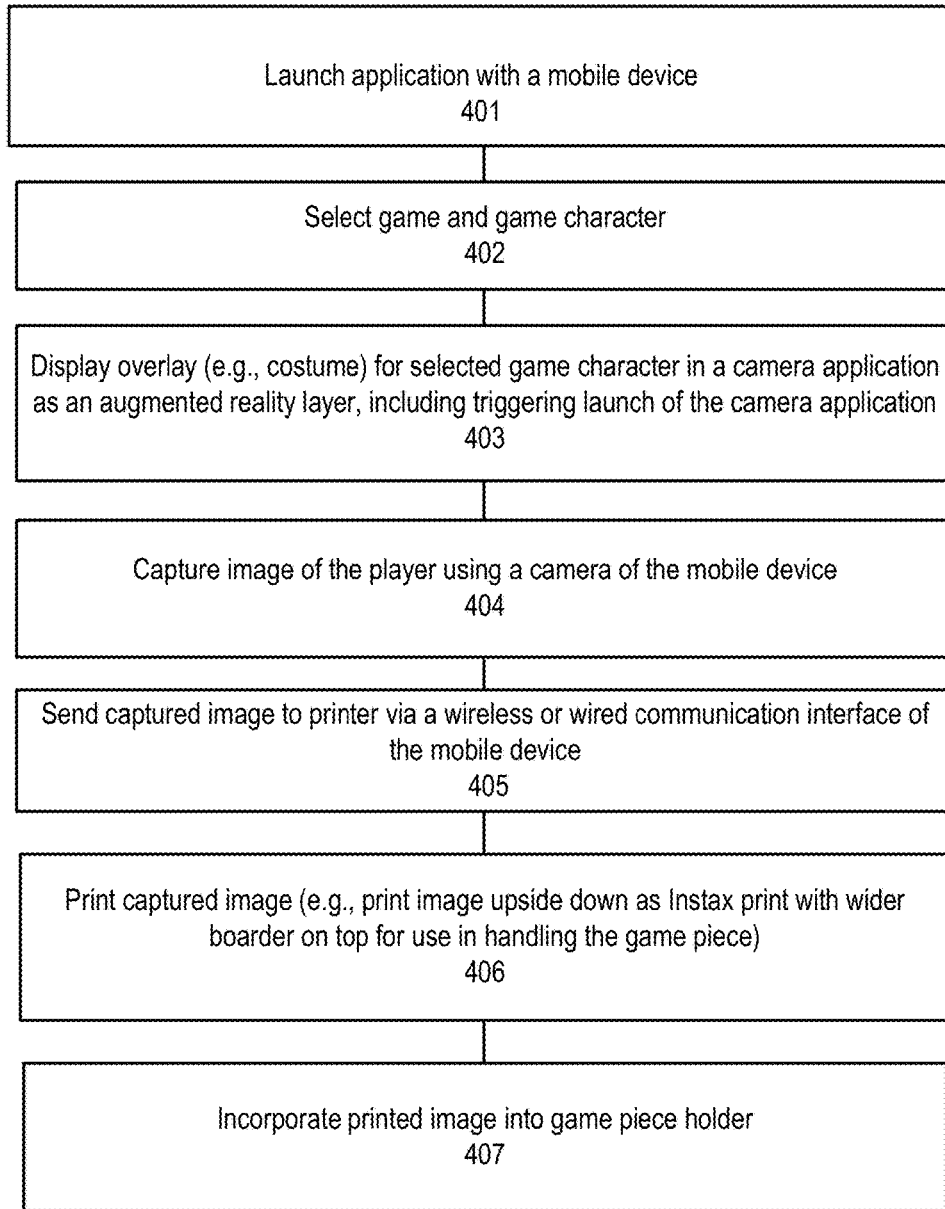 Launch application with a mobile device
401
Select game and game character
402
Display overlay (e.g., costume) for selected game character in a camera application
as an augmented reality layer, including triggering launch of the camera application
403
Capture image of the player using a camera of the mobile device
404
Send captured image to printer via a wireless or wired communication interface of
the mobile device
405
Print captured image (e.g., print image upside down as Instax print with wider
boarder on top for use in handling the game piece)
406
Incorporate printed image into game piece holder
407